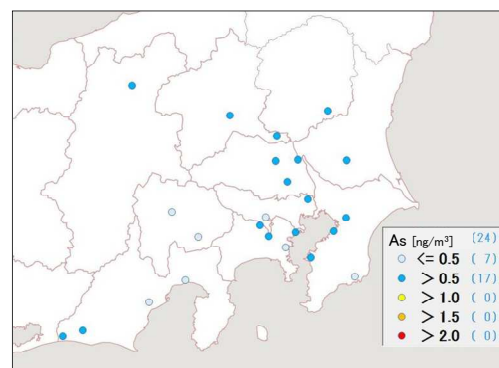 As [ng/m³] (24)
<= 0.5 ( 7)
> 0.5 (17)
> 1.0 ( 0)
> 1.5 ( 0)
> 2.0 ( 0)